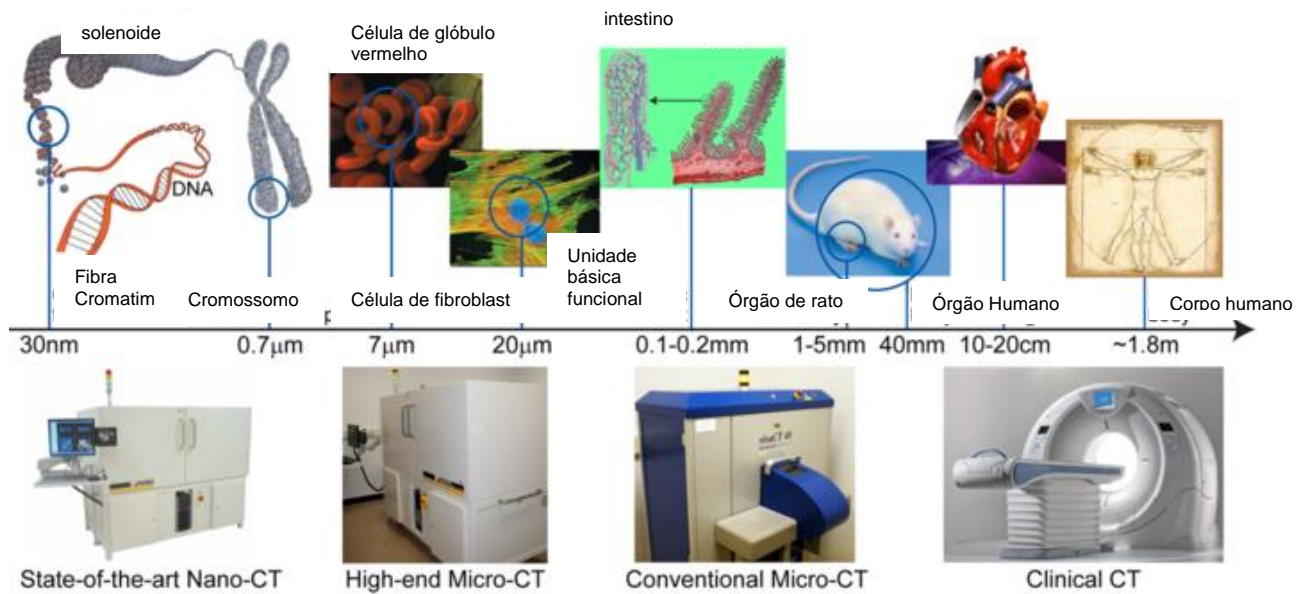 solenoide
Célula de glóbulo
vermelho
intestino
DNA
Fibra
Cromatim
Cromossomo
Célula de fibroblast
Unidade
básica
funcional
Órgão de rato
Órgão Humano
Corpo humano
30nm
0.7μm
7μm
20μm
0.1-0.2mm
1-5mm
40mm
10-20cm
~1.8m
State-of-the-art Nano-CT
High-end Micro-CT
Conventional Micro-CT
Clinical CT